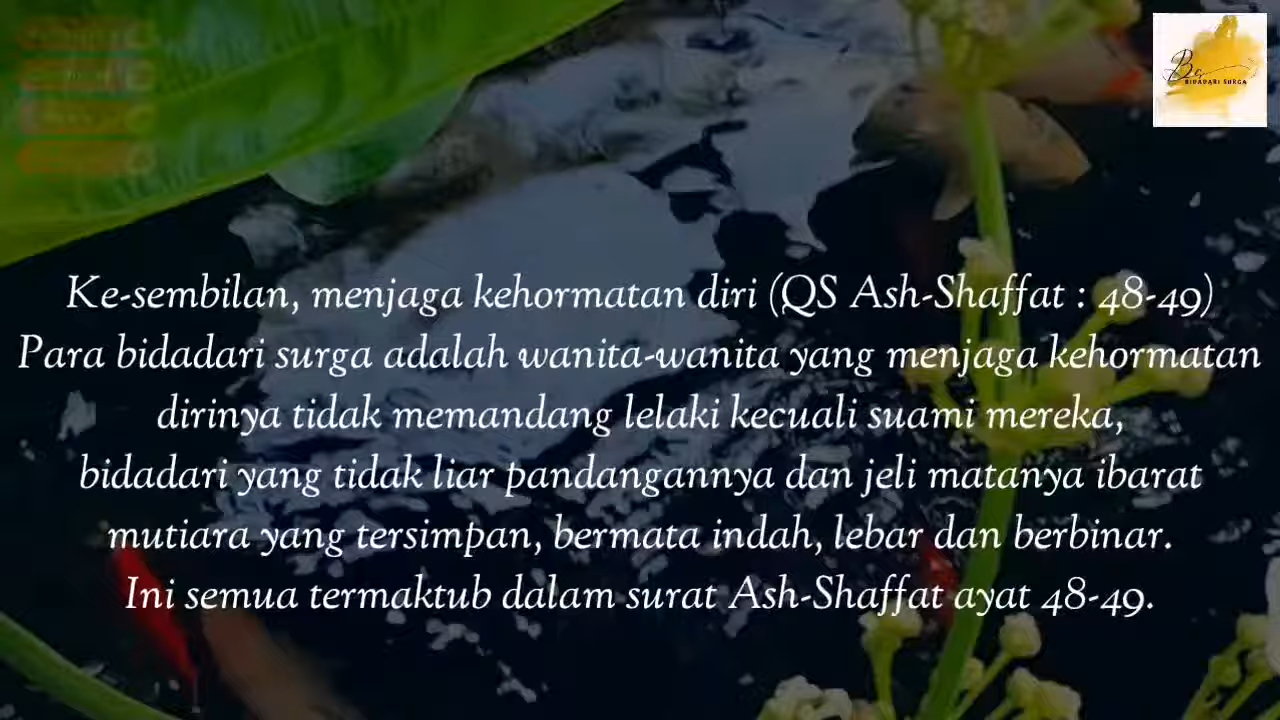 Bs
BIDADARI SURGA
Ke-sembilan, menjaga kehormatan diri (QS Ash-Shaffat : 48-49)
Para bidadari surga adalah wanita-wanita yang menjaga kehormatan
dirinya tidak memandang lelaki kecuali suami mereka,
bidadari yang tidak liar pandangannya dan jeli matanya ibarat
mutiara yang tersimpan, bermata indah, lebar dan berbinar.
Ini semua termaktub dalam surat Ash-Shaffat ayat 48-49.